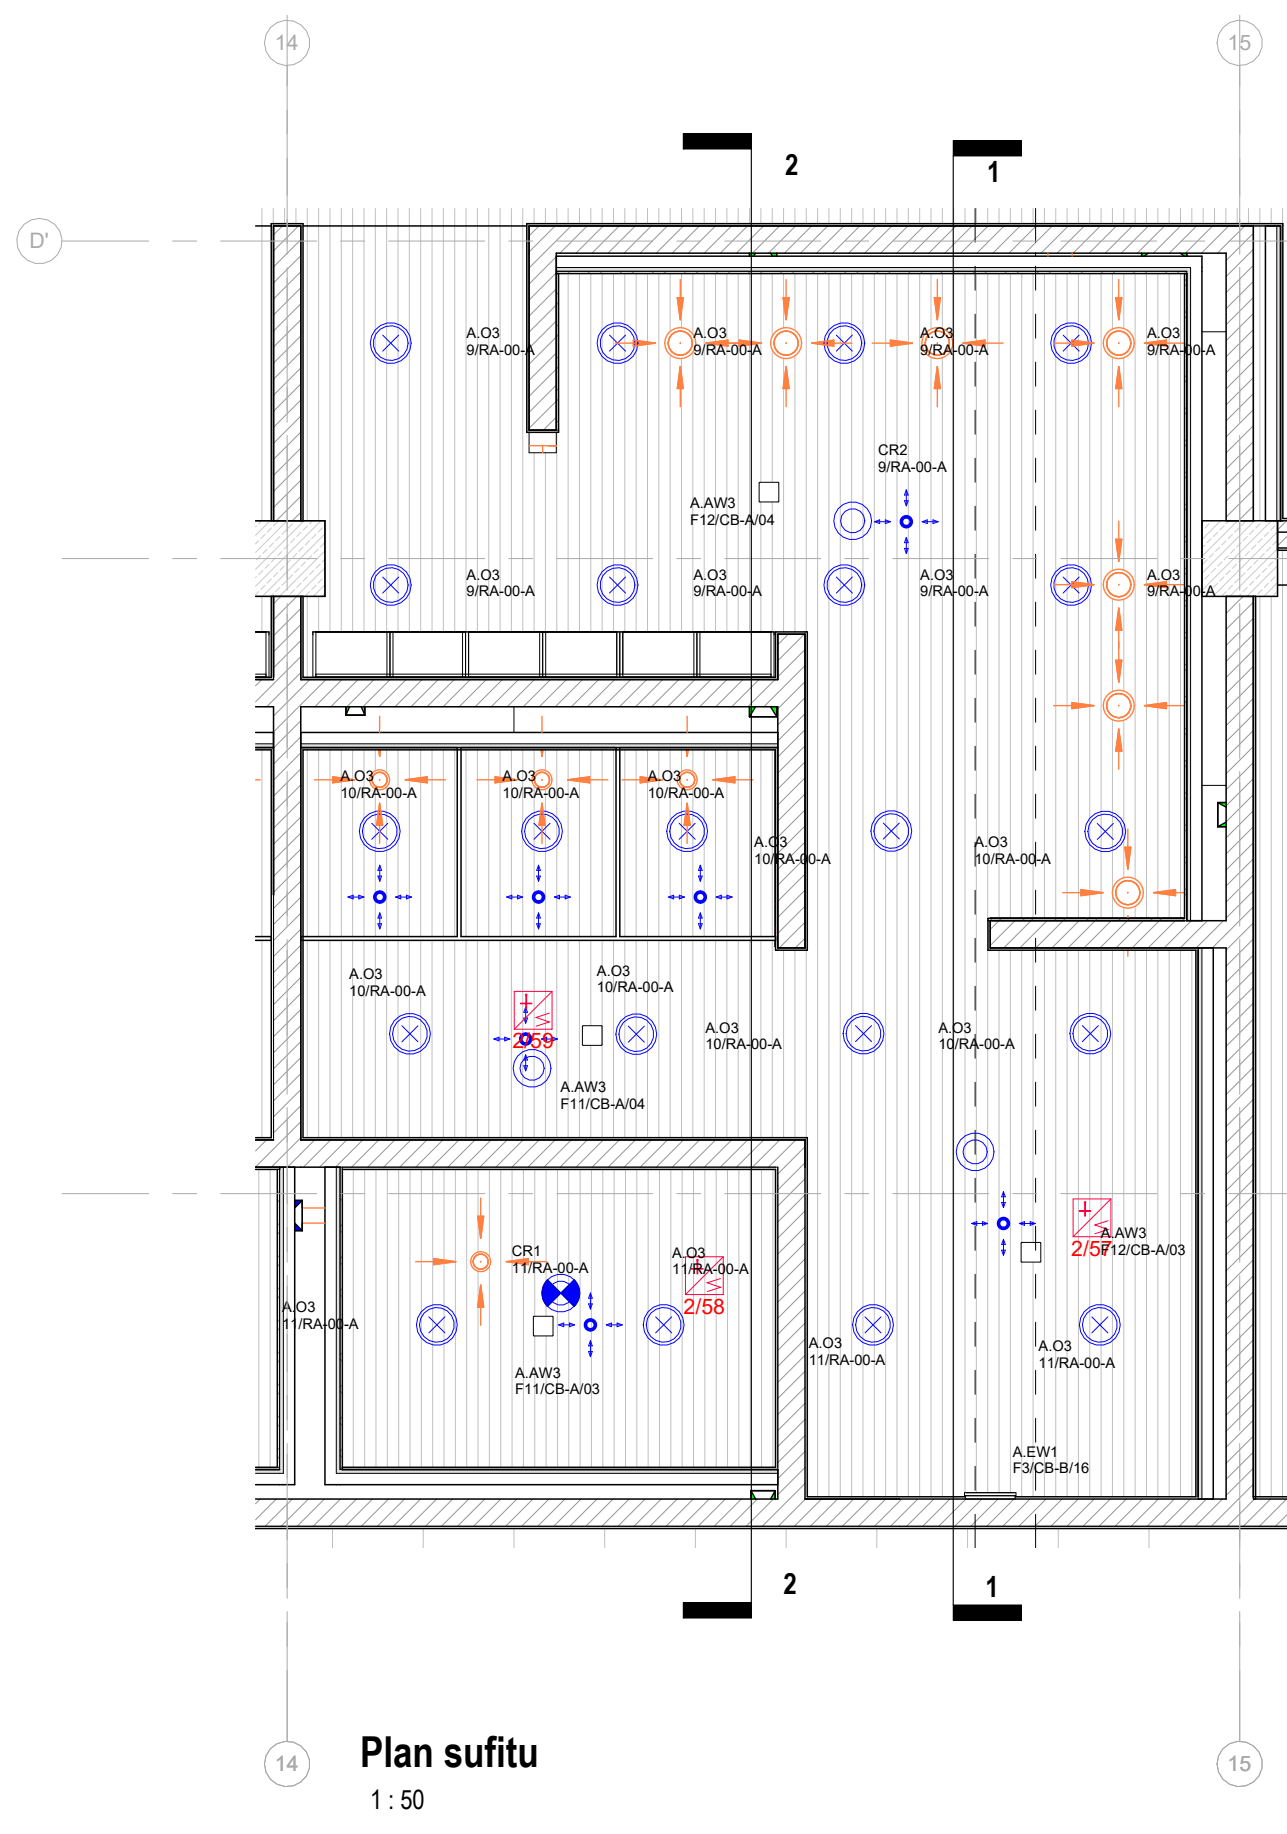 14
15
2
1
D'
A.O3
9/RA-00-A
A.O3
9/RA-00-A
A.O3
9/RA-00-A
A.O3
9/RA-00-A
CR2
9/RA-00-A
A.AW3
F12/CB-A/04
A.O3
9/RA-00-A
A.O3
9/RA-00-A
A.O3
9/RA-00-A
A.O3
9/RA-00-A
A.O3
10/RA-00-A
A.O3
10/RA-00-A
A.O3
10/RA-00-A
A.O3
10/RA-00-A
A.O3
10/RA-00-A
A.O3
10/RA-00-A
A.O3
10/RA-00-A
2/59
A.O3
10/RA-00-A
A.O3
10/RA-00-A
A.AW3
F11/CB-A/04
2/57
A.AW3
F12/CB-A/03
CR1
11/RA-00-A
A.O3
11/RA-00-A
2/58
A.O3
11/RA-00-A
A.O3
11/RA-00-A
A.O3
11/RA-00-A
A.AW3
F11/CB-A/03
A.EW1
F3/CB-B/16
2
1
14
15
Plan sufitu
1 : 50